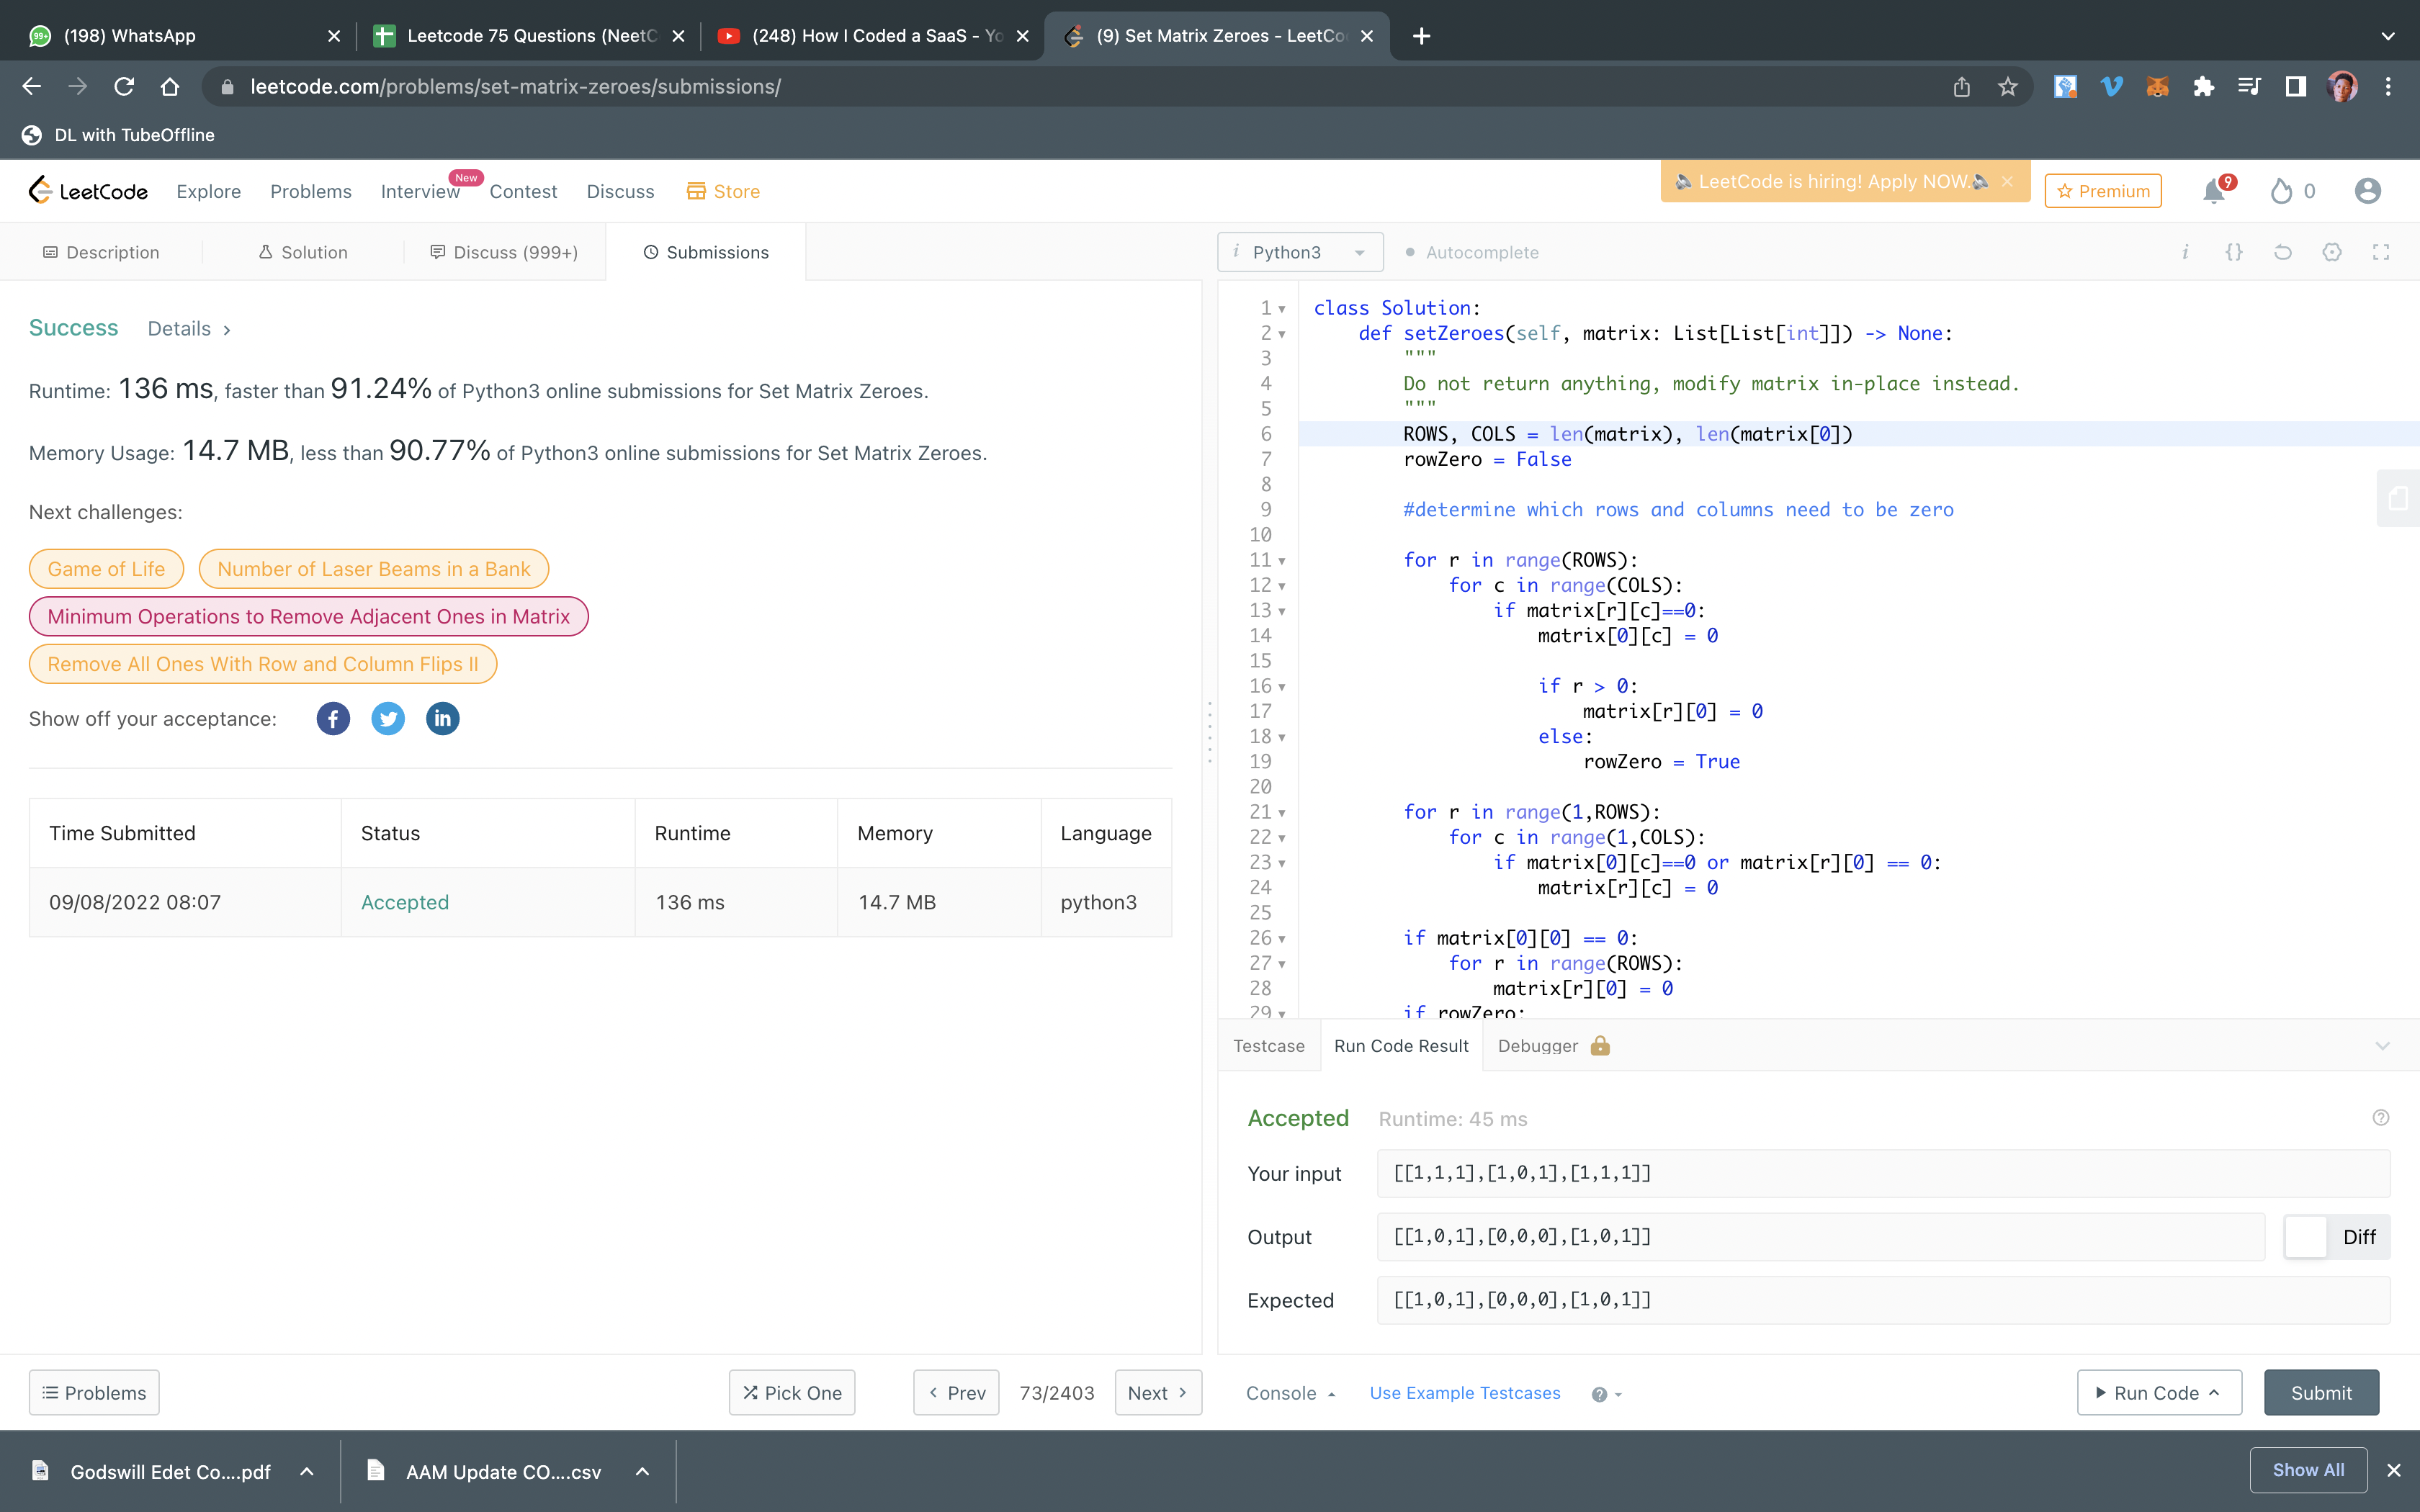 (198) WhatsApp
Leetcode 75 Questions (NeetC
(248) How I Coded a SaaS - Yo
(9) Set Matrix Zeroes - LeetCo
leetcode.com/problems/set-matrix-zeroes/submissions/
DL with TubeOffline
LeetCode
Explore
Problems
Interview
New
Contest
Discuss
Store
LeetCode is hiring! Apply NOW.
Premium
9
0
Description
Solution
Discuss (999+)
Submissions
Python3
Autocomplete
Success Details
Runtime: 136 ms, faster than 91.24% of Python3 online submissions for Set Matrix Zeroes.
Memory Usage: 14.7 MB, less than 90.77% of Python3 online submissions for Set Matrix Zeroes.
Next challenges:
Game of Life
Number of Laser Beams in a Bank
Minimum Operations to Remove Adjacent Ones in Matrix
Remove All Ones With Row and Column Flips II
Show off your acceptance:
Time Submitted Status Runtime Memory Language
09/08/2022 08:07 Accepted 136 ms 14.7 MB python3
1 class Solution:
2 def setZeroes(self, matrix: List[List[int]]) -> None:
3 """
4 Do not return anything, modify matrix in-place instead.
5 """
6 ROWS, COLS = len(matrix), len(matrix[0])
7 rowZero = False
8
9 #determine which rows and columns need to be zero
10
11 for r in range(ROWS):
12 for c in range(COLS):
13 if matrix[r][c]==0:
14 matrix[0][c] = 0
15
16 if r > 0:
17 matrix[r][0] = 0
18 else:
19 rowZero = True
20
21 for r in range(1,ROWS):
22 for c in range(1,COLS):
23 if matrix[0][c]==0 or matrix[r][0] == 0:
24 matrix[r][c] = 0
25
26 if matrix[0][0] == 0:
27 for r in range(ROWS):
28 matrix[r][0] = 0
29 if rowZero:
Testcase
Run Code Result
Debugger
Accepted Runtime: 45 ms
Your input [[1,1,1],[1,0,1],[1,1,1]]
Output [[1,0,1],[0,0,0],[1,0,1]]
Diff
Expected [[1,0,1],[0,0,0],[1,0,1]]
Problems
Pick One
Prev
73/2403
Next
Console
Use Example Testcases
Run Code
Submit
Godswill Edet Co....pdf
AAM Update CO....csv
Show All